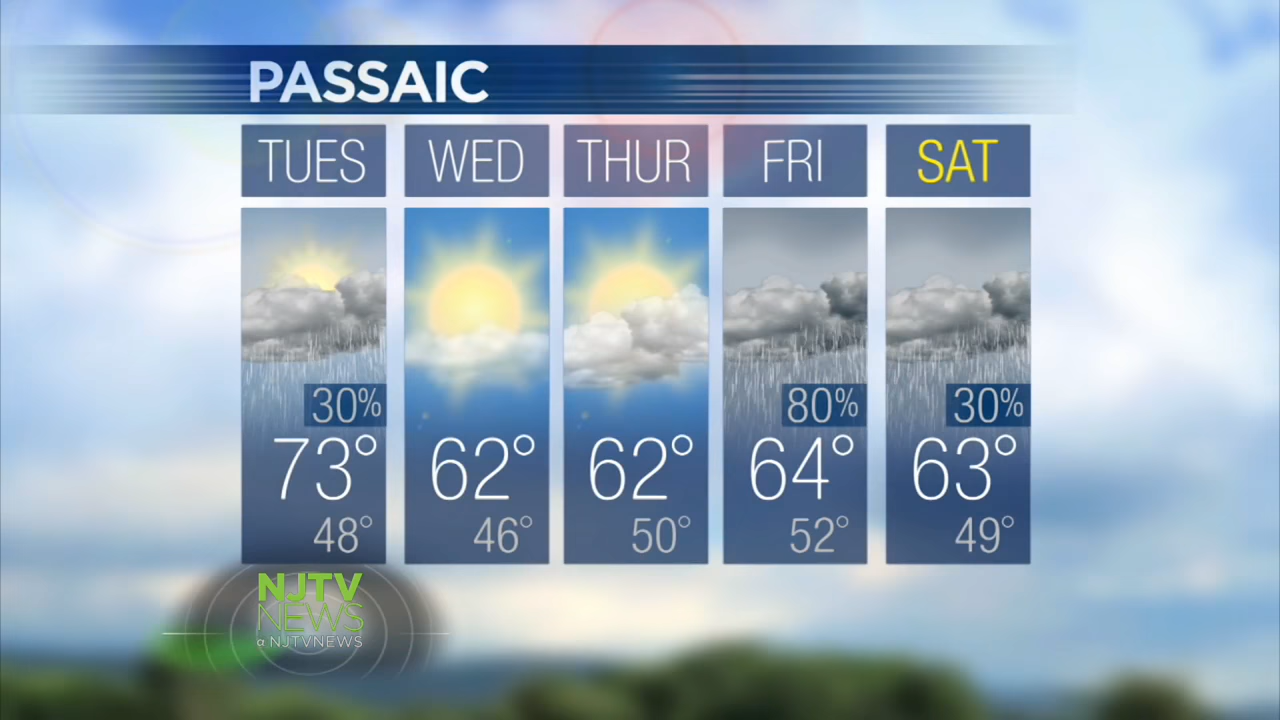 PASSAIC
TUES WED THUR FRI SAT
30% 80% 30%
73° 62° 62° 64° 63°
48° 46° 50° 52° 49°
NJTV
NEWS
@ NJTVNEWS